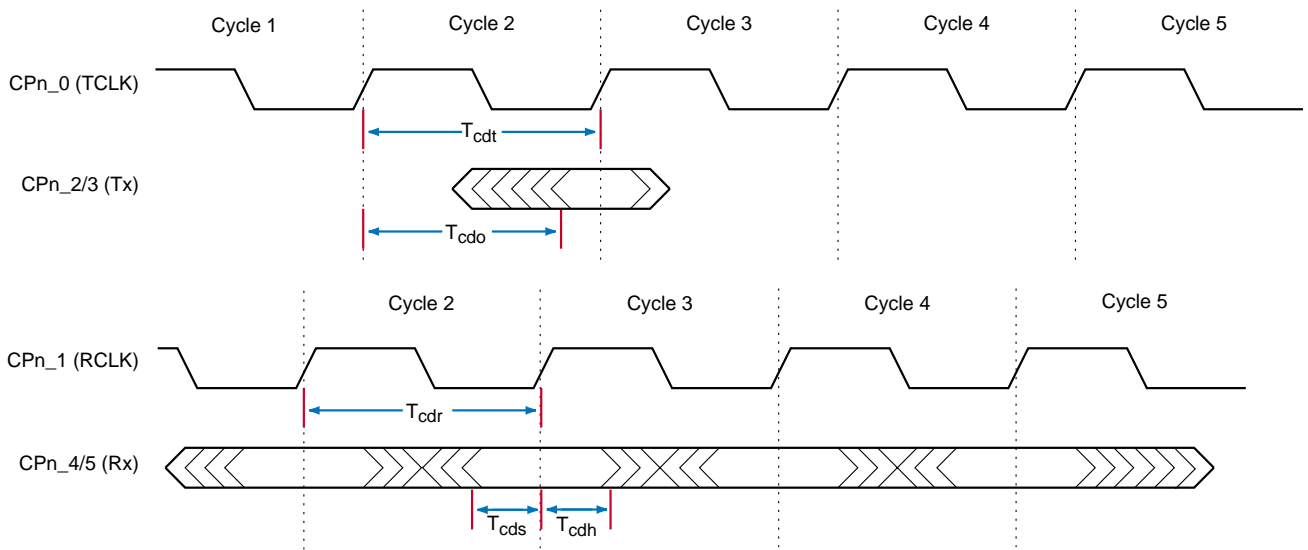 Cycle 1 Cycle 2 Cycle 3 Cycle 4 Cycle 5
CPn_0 (TCLK)
Tcdt
CPn_2/3 (Tx)
Tcdo
Cycle 2 Cycle 3 Cycle 4 Cycle 5
CPn_1 (RCLK)
Tcdr
CPn_4/5 (Rx)
Tcds Tcdh